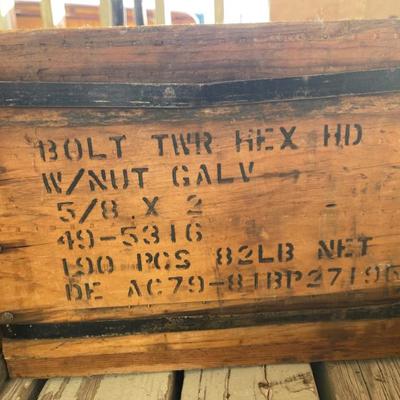 BOLT TWR HEX HD
W/NUT GALV
5/8 X 2
49-5316
190 PCS 82LB NET
DE AC79-81BP27196